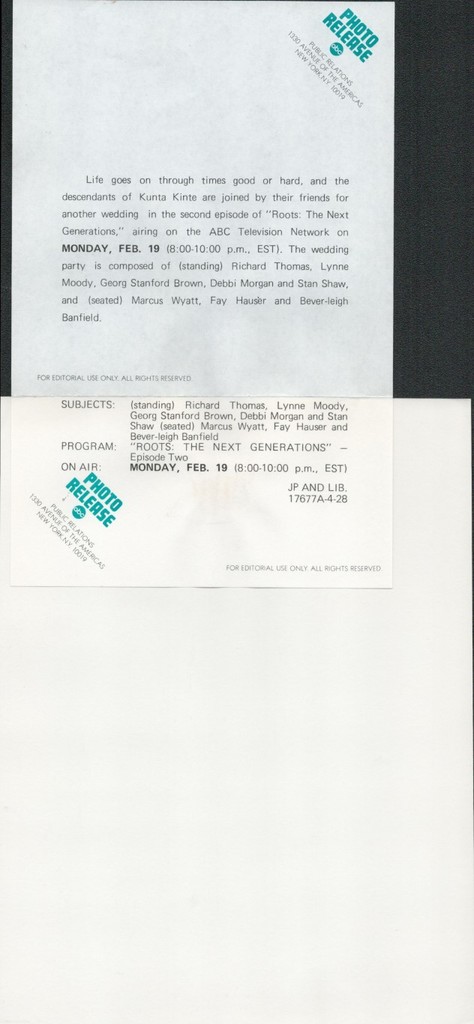 PHOTO
RELEASE
abc
PUBLIC RELATIONS
1330 AVENUE OF THE AMERICAS
NEW YORK, N.Y. 10019
Life goes on through times good or hard, and the
descendants of Kunta Kinte are joined by their friends for
another wedding in the second episode of "Roots: The Next
Generations," airing on the ABC Television Network on
MONDAY, FEB. 19 (8:00-10:00 p.m., EST). The wedding
party is composed of (standing) Richard Thomas, Lynne
Moody, Georg Stanford Brown, Debbi Morgan and Stan Shaw,
and (seated) Marcus Wyatt, Fay Hauser and Bever-leigh
Banfield.
FOR EDITORIAL USE ONLY. ALL RIGHTS RESERVED
SUBJECTS: (standing) Richard Thomas, Lynne Moody,
Georg Stanford Brown, Debbi Morgan and Stan
Shaw (seated) Marcus Wyatt, Fay Hauser and
Bever-leigh Banfield
PROGRAM: "ROOTS: THE NEXT GENERATIONS" –
Episode Two
ON AIR: MONDAY, FEB. 19 (8:00-10:00 p.m., EST)
JP AND LIB.
17677A-4-28
PHOTO
RELEASE
abc
PUBLIC RELATIONS
1330 AVENUE OF THE AMERICAS
NEW YORK, N.Y. 10019
FOR EDITORIAL USE ONLY. ALL RIGHTS RESERVED